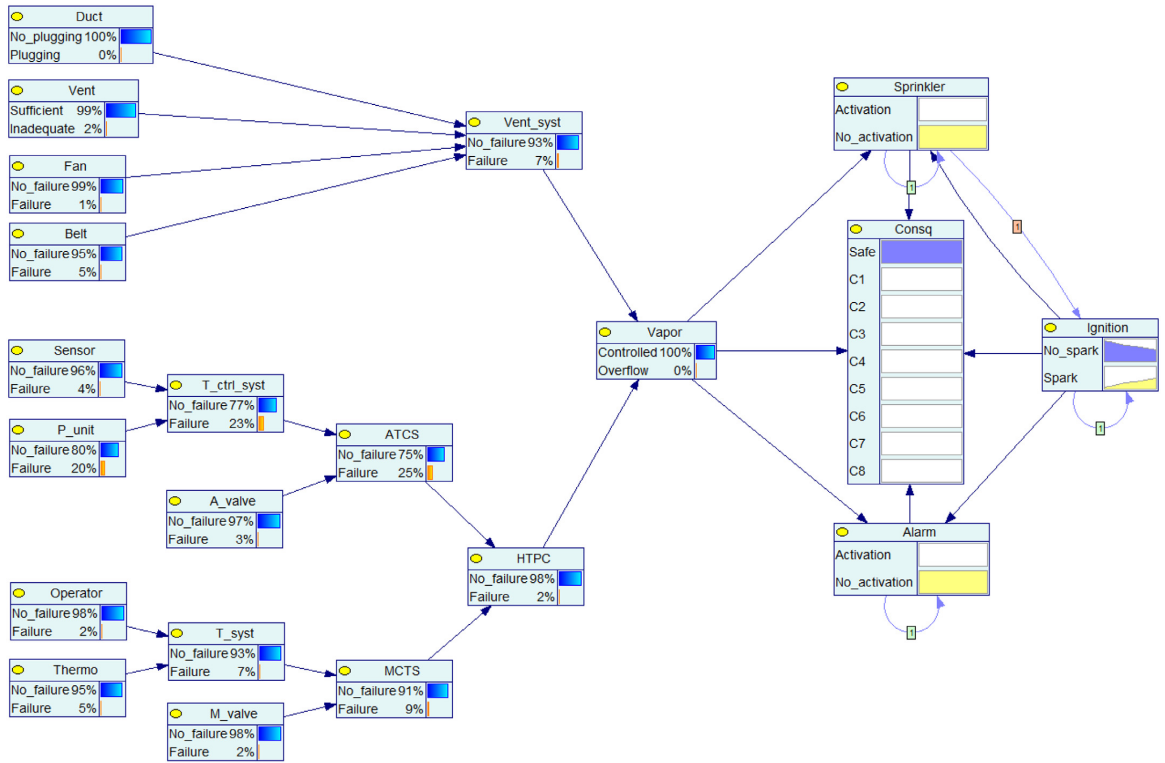 Duct
No_plugging 100%
Plugging 0%
Vent
Sufficient 99%
Inadequate 2%
Fan
No_failure 99%
Failure 1%
Belt
No_failure 95%
Failure 5%
Vent_syst
No_failure 93%
Failure 7%
Sensor
No_failure 96%
Failure 4%
P_unit
No_failure 80%
Failure 20%
T_ctrl_syst
No_failure 77%
Failure 23%
A_valve
No_failure 97%
Failure 3%
ATCS
No_failure 75%
Failure 25%
Operator
No_failure 98%
Failure 2%
Thermo
No_failure 95%
Failure 5%
T_syst
No_failure 93%
Failure 7%
M_valve
No_failure 98%
Failure 2%
MCTS
No_failure 91%
Failure 9%
HTPC
No_failure 98%
Failure 2%
Vapor
Controlled 100%
Overflow 0%
Sprinkler
Activation
No_activation
1
1
Consq
Safe
C1
C2
C3
C4
C5
C6
C7
C8
Ignition
No_spark
Spark
1
Alarm
Activation
No_activation
1